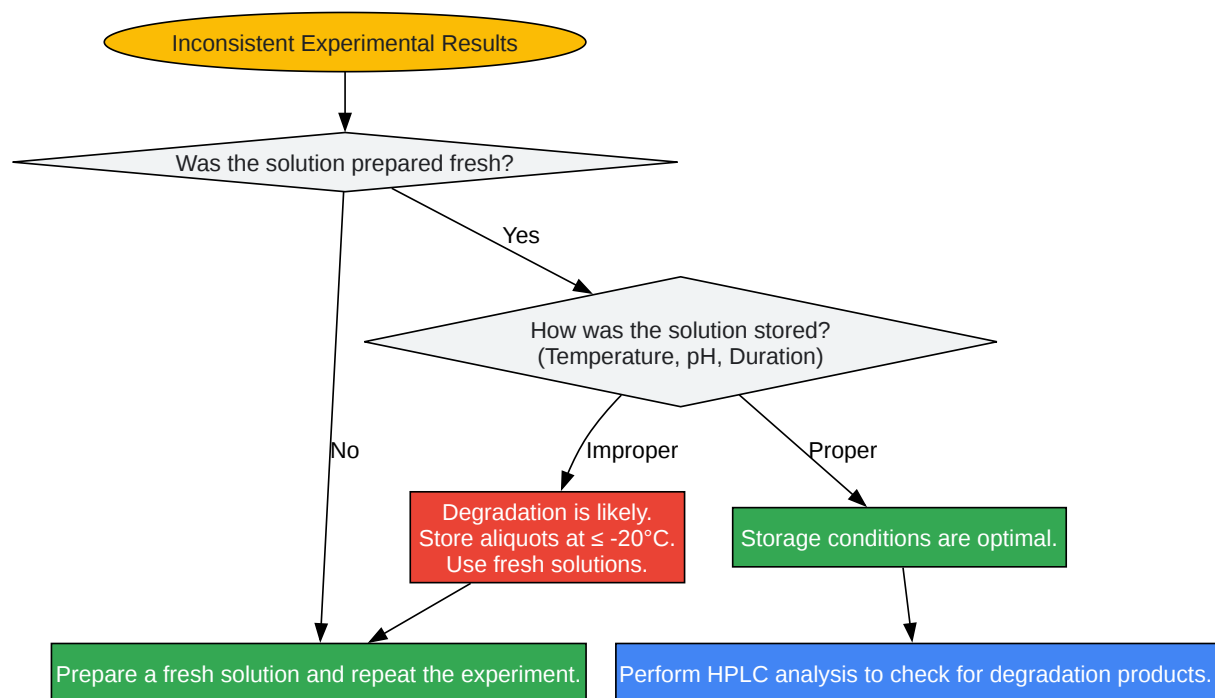 Inconsistent Experimental Results
Was the solution prepared fresh?
Yes
How was the solution stored?
(Temperature, pH, Duration)
No
Improper
Proper
Degradation is likely.
Store aliquots at ≤ -20°C.
Use fresh solutions.
Storage conditions are optimal.
Prepare a fresh solution and repeat the experiment.
Perform HPLC analysis to check for degradation products.